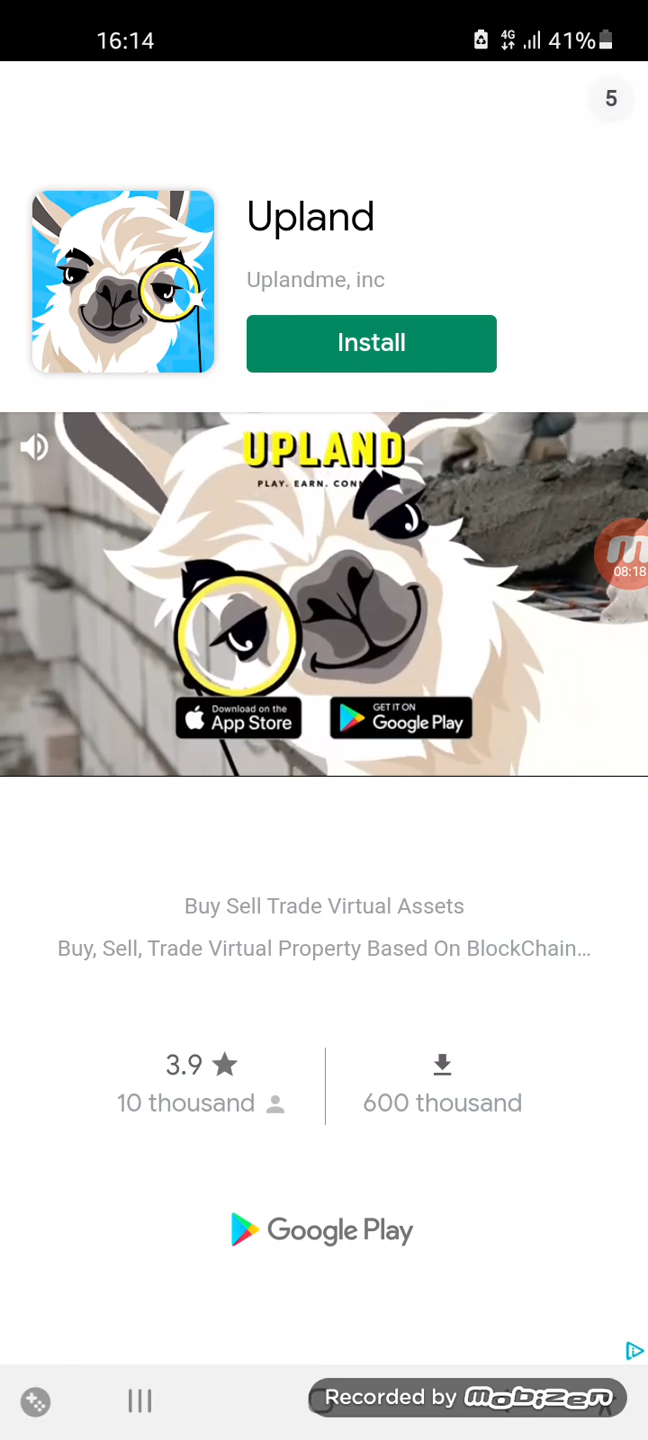 16:14
4G
41%
5
Upland
Uplandme, inc
Install
UPLAND
PLAY. EARN. CON
08:18
Download on the
App Store
GET IT ON
Google Play
Buy Sell Trade Virtual Assets
Buy, Sell, Trade Virtual Property Based On BlockChain...
3.9
10 thousand
600 thousand
Google Play
Recorded by mobizen